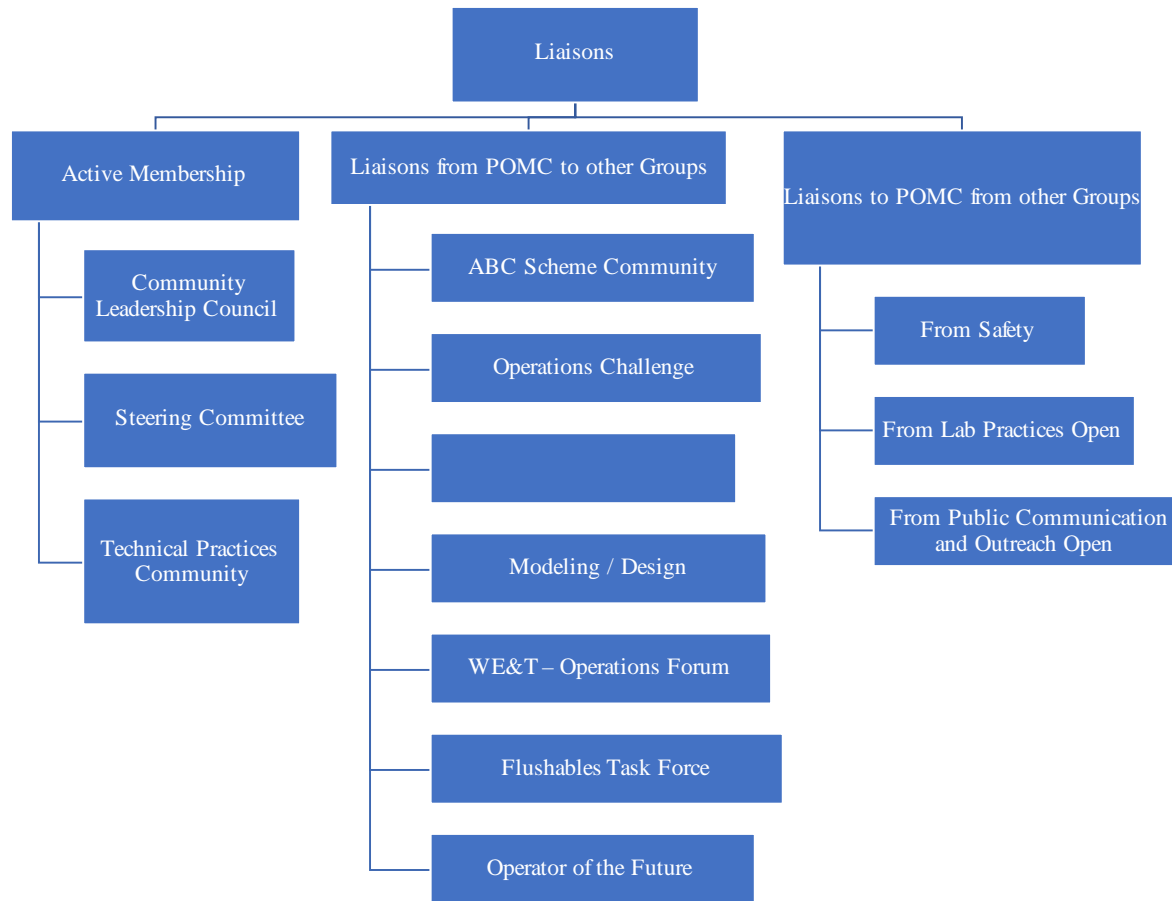 Liaisons
Active Membership
Community
Leadership Council
Steering Committee
Technical Practices
Community
Liaisons from POMC to other Groups
ABC Scheme Community
Operations Challenge
Modeling / Design
WE&T – Operations Forum
Flushables Task Force
Operator of the Future
Liaisons to POMC from other Groups
From Safety
From Lab Practices Open
From Public Communication
and Outreach Open